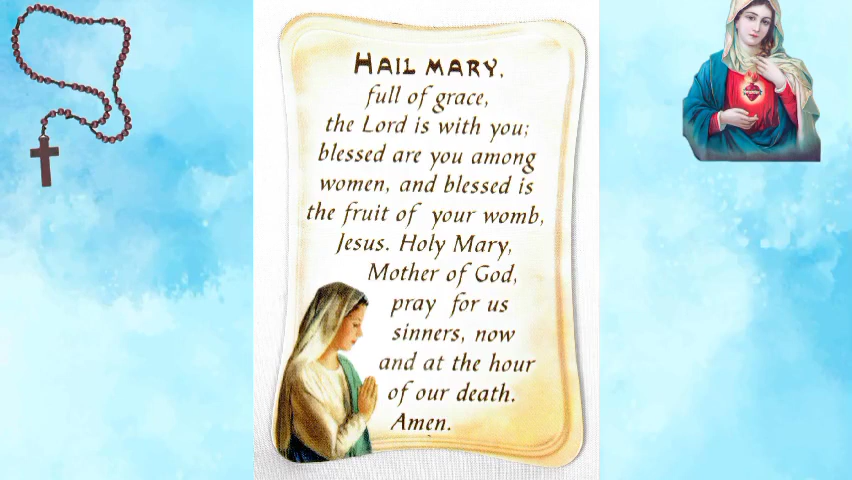 HAIL MARY,
full of grace,
the Lord is with you;
blessed are you among
women, and blessed is
the fruit of your womb,
Jesus. Holy Mary,
Mother of God,
pray for us
sinners, now
and at the hour
of our death.
Amen.